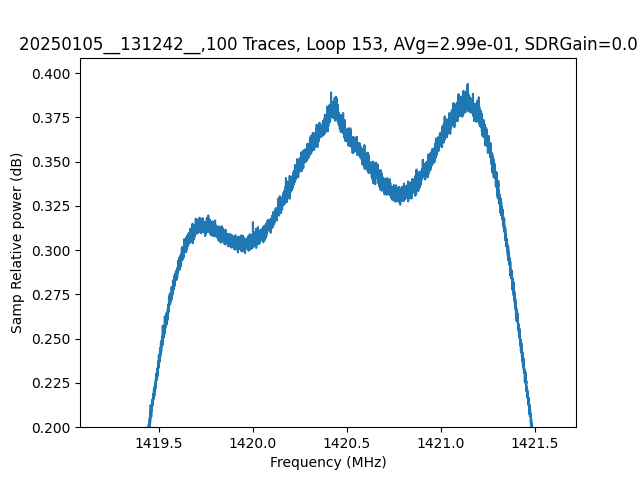 20250105__131242__,100 Traces, Loop 153, AVg=2.99e-01, SDRGain=0.0
0.400
0.375
0.350
0.325
0.300
0.275
0.250
0.225
0.200
Samp Relative power (dB)
1419.5 1420.0 1420.5 1421.0 1421.5
Frequency (MHz)